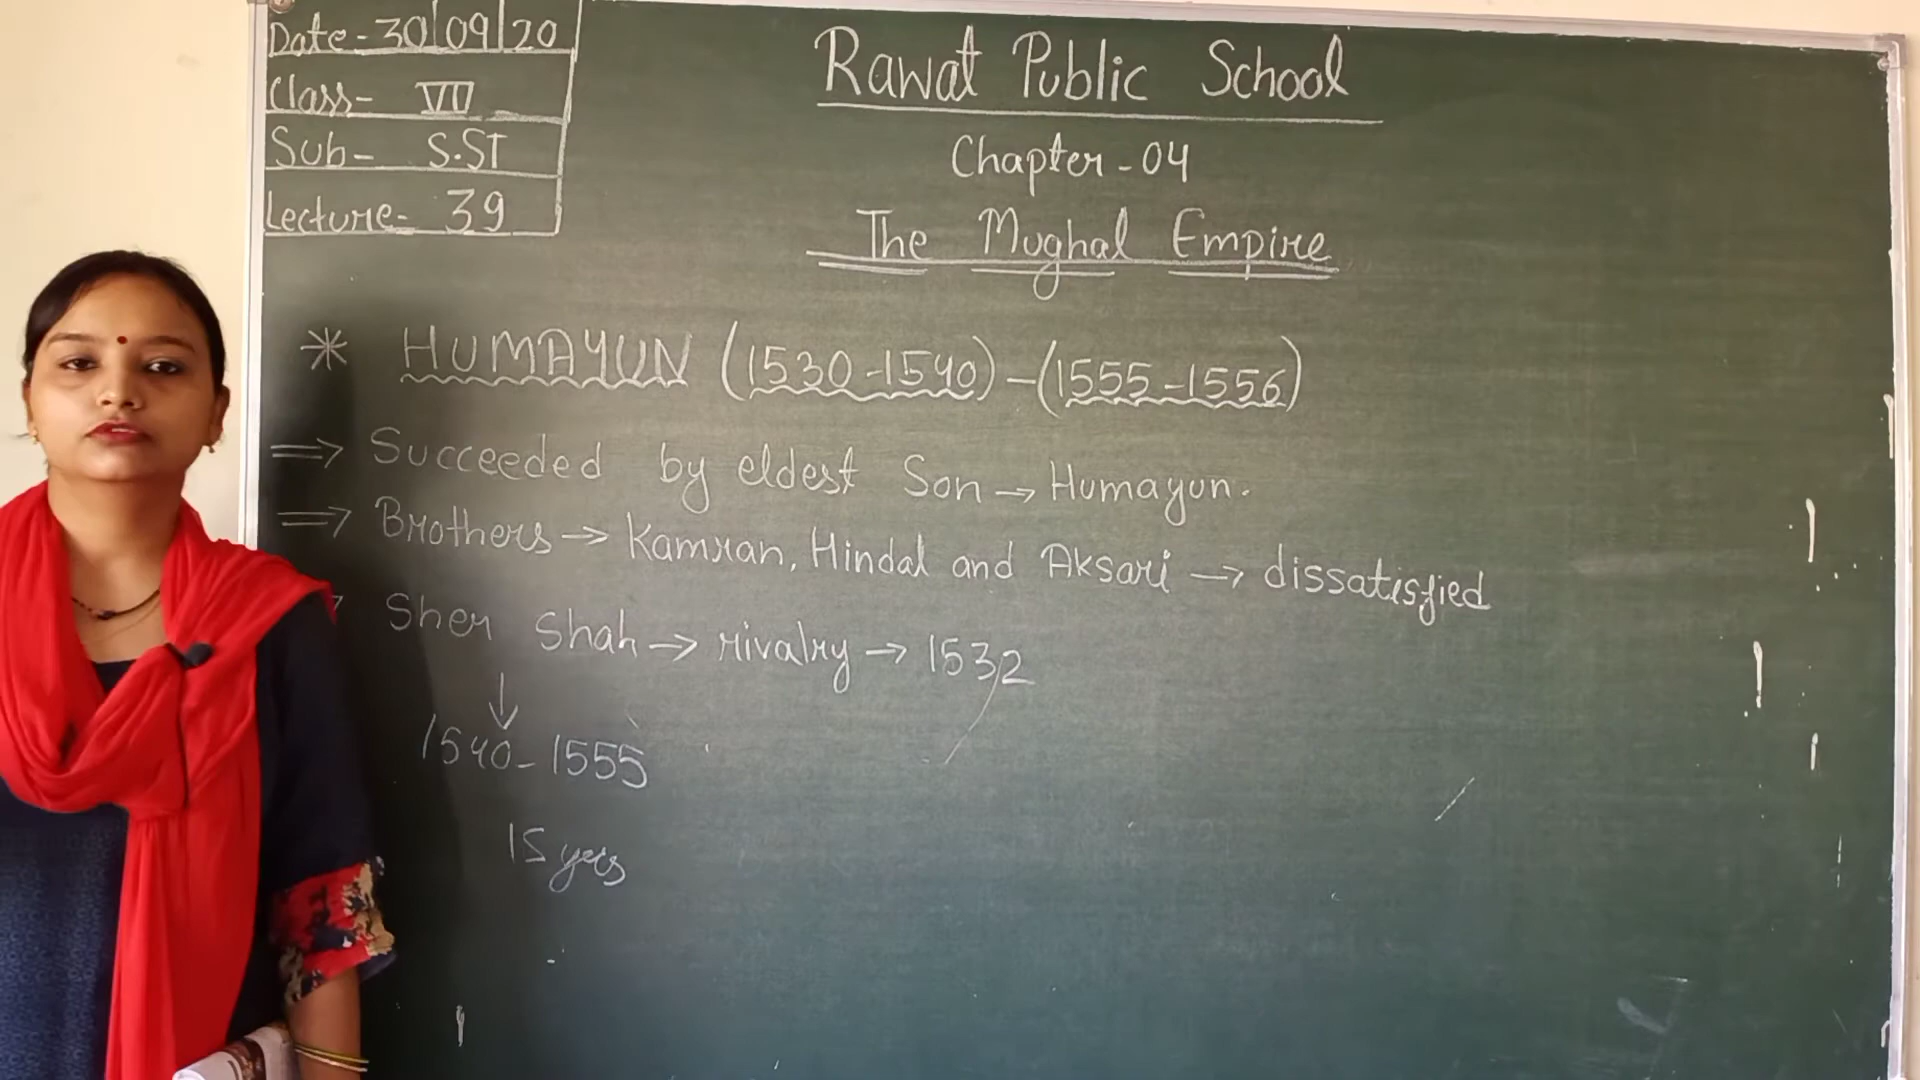 Date - 30/09/20
Class - VII
Sub - S.ST
Lecture - 39
Rawat Public School
Chapter - 04
The Mughal Empire
* HUMAYUN (1530-1540) - (1555-1556)
⇒ Succeeded by eldest Son → Humayun.
⇒ Brothers → Kamran, Hindal and Aksari → dissatisfied
Sher Shah → rivalry → 1532
↓
1540 - 1555
15 yrs